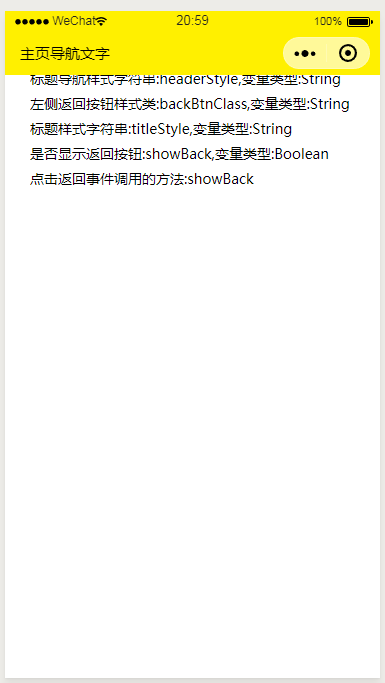 WeChat 20:59 100%
主页导航文字
标题导航样式字符串:headerStyle,变量类型:String
左侧返回按钮样式类:backBtnClass,变量类型:String
标题样式字符串:titleStyle,变量类型:String
是否显示返回按钮:showBack,变量类型:Boolean
点击返回事件调用的方法:showBack